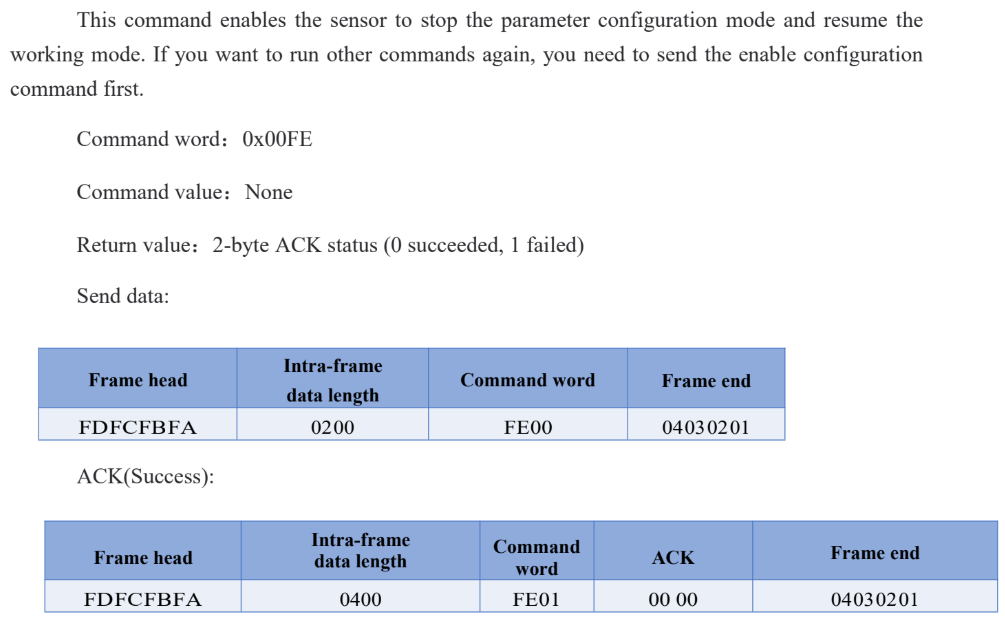 This command enables the sensor to stop the parameter configuration mode and resume the
working mode. If you want to run other commands again, you need to send the enable configuration
command first.
Command word：0x00FE
Command value：None
Return value：2-byte ACK status (0 succeeded, 1 failed)
Send data:
Frame head
Intra-frame
data length
Command word
Frame end
FDFCFBFA
0200
FE00
04030201
ACK(Success):
Frame head
Intra-frame
data length
Command
word
ACK
Frame end
FDFCFBFA
0400
FE01
00 00
04030201